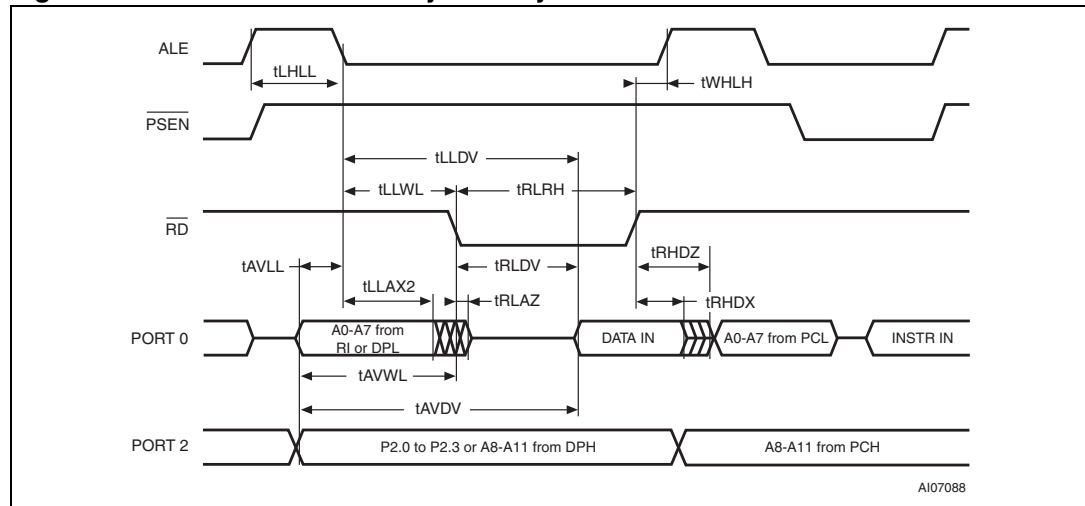 ALE
tLHLL
tWHLH
PSEN
tLLDV
tLLWL
tRLRH
RD
tAVLL
tRLDV
tRHDZ
tLLAX2
tRLAZ
tRHDX
PORT 0
A0-A7 from
RI or DPL
DATA IN
A0-A7 from PCL
INSTR IN
tAVWL
tAVDV
PORT 2
P2.0 to P2.3 or A8-A11 from DPH
A8-A11 from PCH
AI07088